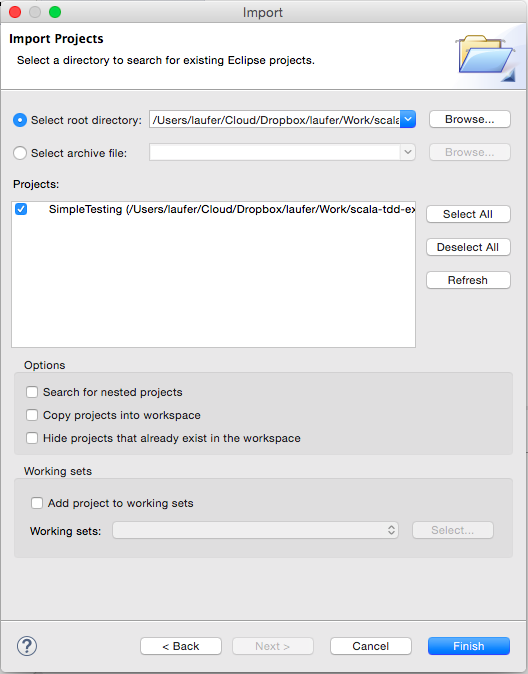 Import
Import Projects
Select a directory to search for existing Eclipse projects.
Select root directory: /Users/laufer/Cloud/Dropbox/laufer/Work/scala Browse...
Select archive file: Browse...
Projects:
SimpleTesting (/Users/laufer/Cloud/Dropbox/laufer/Work/scala-tdd-ex
Select All
Deselect All
Refresh
Options
Search for nested projects
Copy projects into workspace
Hide projects that already exist in the workspace
Working sets
Add project to working sets
Working sets: Select...
? < Back Next > Cancel Finish